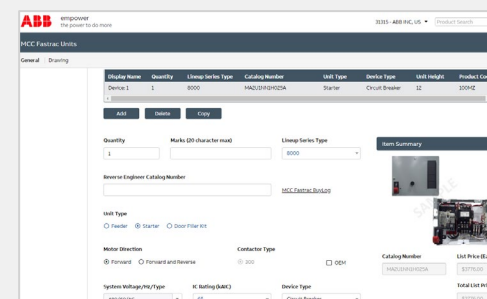 ABB empower
the power to do more
31315 - ABB INC, US Product Search
MCC Fastrac Units
General Drawing
Display Name Quantity Lineup Series Type Catalog Number Unit Type Device Type Unit Height Product Co
Device: 1 1 8000 Starter Circuit Breaker 12 100MZ
Add Delete Copy
Quantity Marks (20 character max) Lineup Series Type
1 8000
Item Summary
Reverse Engineer Catalog Number
MCC Fastrac BuyLog
SAMPLE
Unit Type
Feeder Starter Door Filler Kit
Motor Direction Contactor Type
Forward Forward and Reverse 200 OEM
Catalog Number List Price (E
$3770.00
System Voltage/Hz/Type IC Rating (kAIC) Device Type
Total List Pri
65 Circuit Breaker